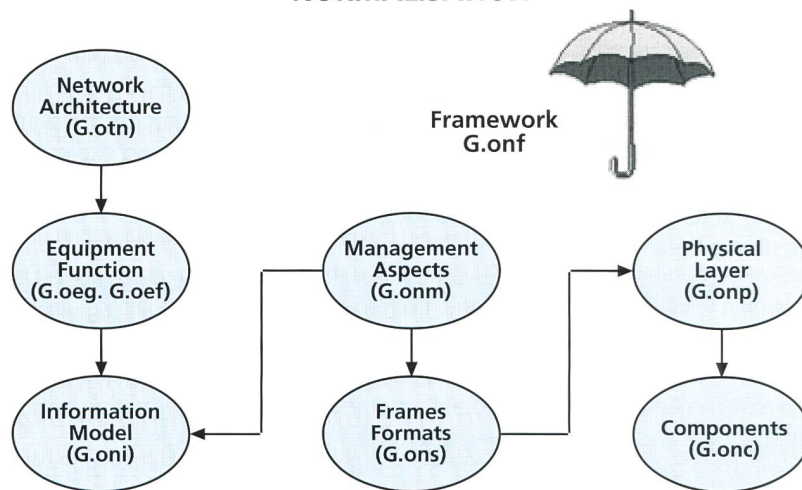 Network
Architecture
(G.otn)
Framework
G.onf
Equipment
Function
(G.oeg. G.oef)
Management
Aspects
(G.onm)
Physical
Layer
(G.onp)
Information
Model
(G.oni)
Frames
Formats
(G.ons)
Components
(G.onc)